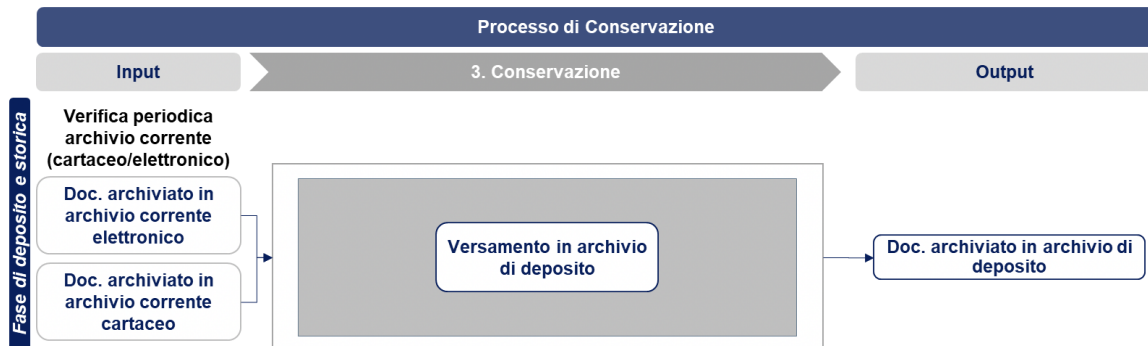 Processo di Conservazione
Input
3. Conservazione
Output
Fase di deposito e storica
Verifica periodica
archivio corrente
(cartaceo/elettronico)
Doc. archiviato in
archivio corrente
elettronico
Doc. archiviato in
archivio corrente
cartaceo
Versamento in archivio
di deposito
Doc. archiviato in archivio di
deposito